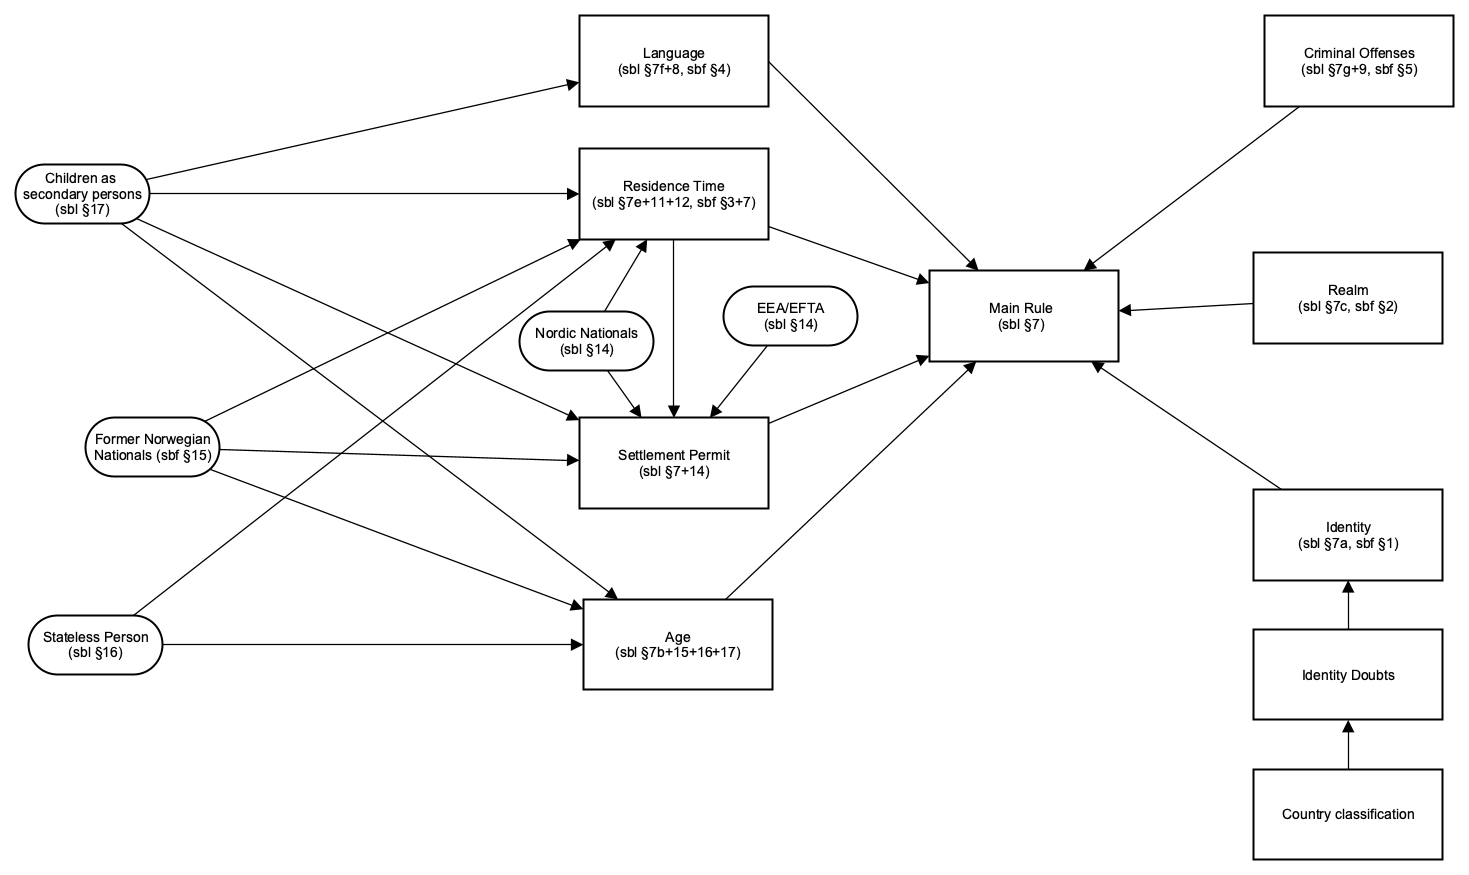 Language
(sbl §7f+8, sbf §4)
Criminal Offenses
(sbl §7g+9, sbf §5)
Children as
secondary persons
(sbl §17)
Residence Time
(sbl §7e+11+12, sbf §3+7)
Nordic Nationals
(sbl §14)
EEA/EFTA
(sbl §14)
Main Rule
(sbl §7)
Realm
(sbl §7c, sbf §2)
Former Norwegian
Nationals (sbf §15)
Settlement Permit
(sbl §7+14)
Identity
(sbl §7a, sbf §1)
Stateless Person
(sbl §16)
Age
(sbl §7b+15+16+17)
Identity Doubts
Country classification